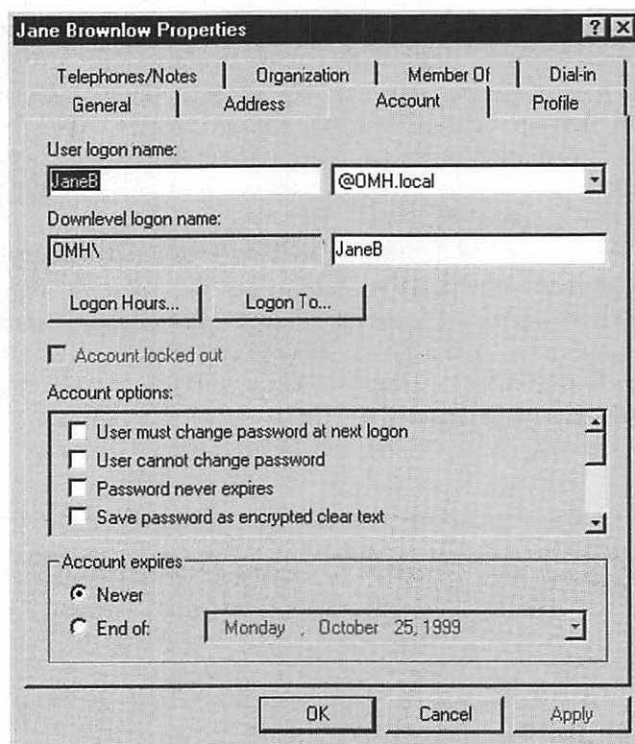 Jane Brownlow Properties
Telephones/Notes Organization Member Of Dial-in
General Address Account Profile
User logon name:
JaneB @OMH.local
Downlevel logon name:
OMH\ JaneB
Logon Hours... Logon To...
Account locked out
Account options:
User must change password at next logon
User cannot change password
Password never expires
Save password as encrypted clear text
Account expires
Never
End of: Monday , October 25, 1999
OK Cancel Apply